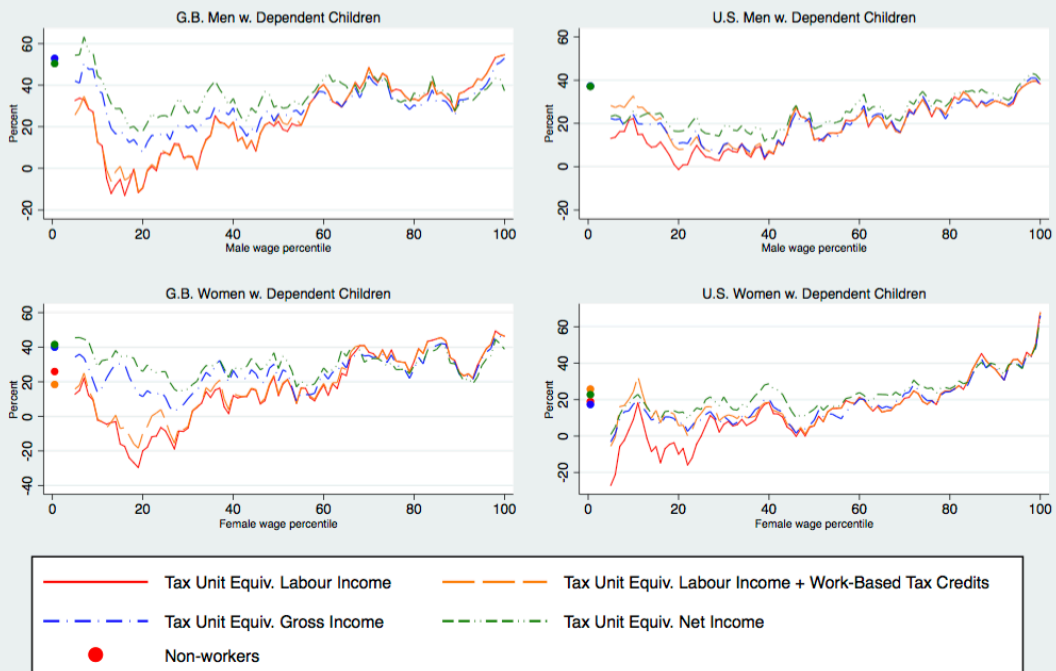 G.B. Men w. Dependent Children
Percent
60
40
20
0
-20
0 20 40 60 80 100
Male wage percentile
U.S. Men w. Dependent Children
Percent
60
40
20
0
-20
0 20 40 60 80 100
Male wage percentile
G.B. Women w. Dependent Children
Percent
60
40
20
0
-20
-40
0 20 40 60 80 100
Female wage percentile
U.S. Women w. Dependent Children
Percent
60
40
20
0
-20
0 20 40 60 80 100
Female wage percentile
Tax Unit Equiv. Labour Income
Tax Unit Equiv. Labour Income + Work-Based Tax Credits
Tax Unit Equiv. Gross Income
Tax Unit Equiv. Net Income
Non-workers